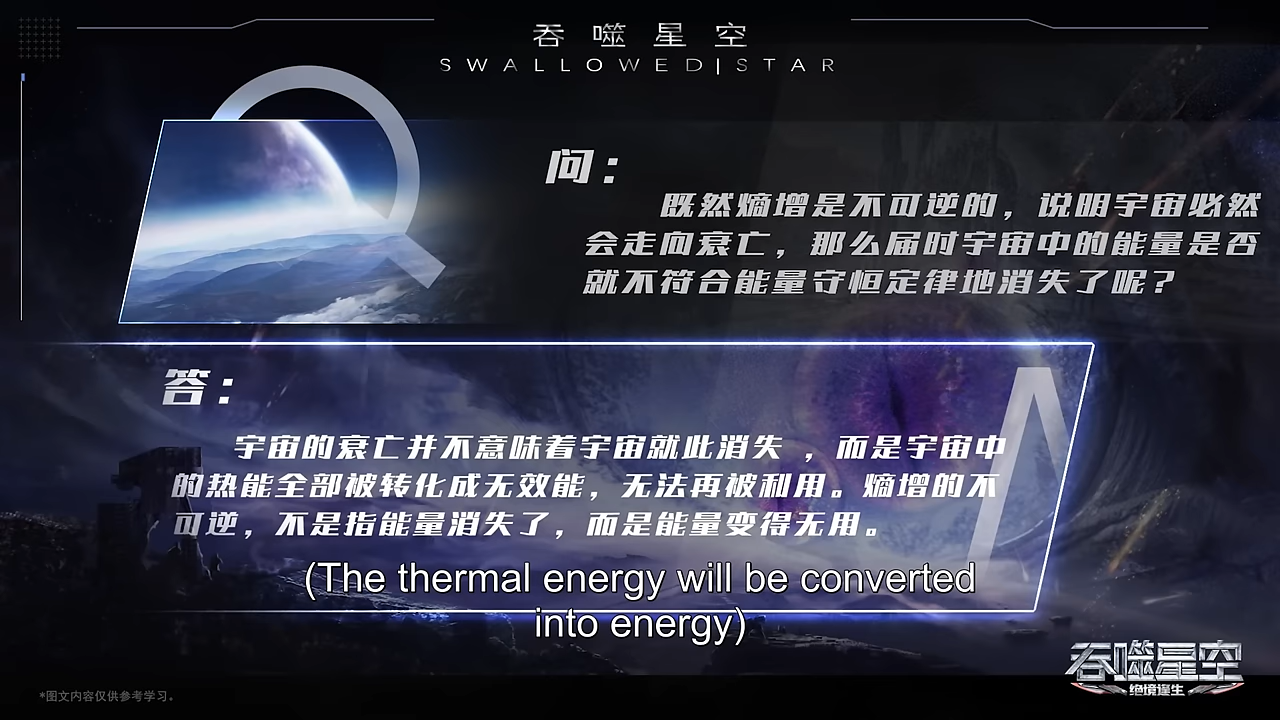 吞噬星空
SWALLOWED|STAR
问：
既然熵增是不可逆的，说明宇宙必然
会走向衰亡，那么届时宇宙中的能量是否
就不符合能量守恒定律地消失了呢？
答：
宇宙的衰亡并不意味着宇宙就此消失 ，而是宇宙中
的热能全部被转化成无效能，无法再被利用。熵增的不
可逆，不是指能量消失了，而是能量变得无用。
(The thermal energy will be converted
into energy)
吞噬星空
绝境逢生
*图文内容仅供参考学习。